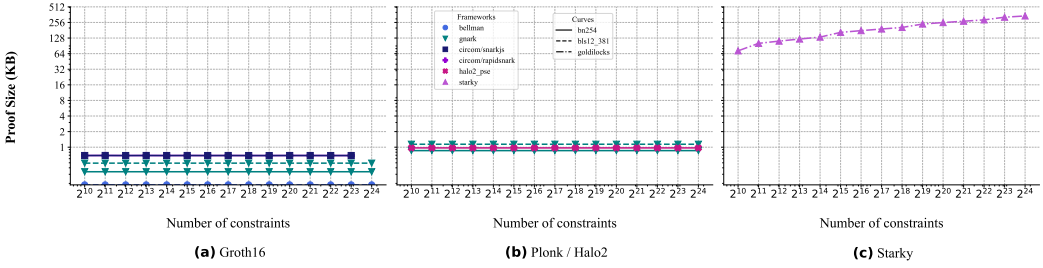 Proof Size (KB)
512
256
128
64
32
16
8
4
2
1
2^10 2^11 2^12 2^13 2^14 2^15 2^16 2^17 2^18 2^19 2^20 2^21 2^22 2^23 2^24
Number of constraints
(a) Groth16
Frameworks
bellman
gnark
circom/snarkjs
circom/rapidsnark
halo2_pse
starky
Curves
bn254
bls12_381
goldilocks
2^10 2^11 2^12 2^13 2^14 2^15 2^16 2^17 2^18 2^19 2^20 2^21 2^22 2^23 2^24
Number of constraints
(b) Plonk / Halo2
2^10 2^11 2^12 2^13 2^14 2^15 2^16 2^17 2^18 2^19 2^20 2^21 2^22 2^23 2^24
Number of constraints
(c) Starky